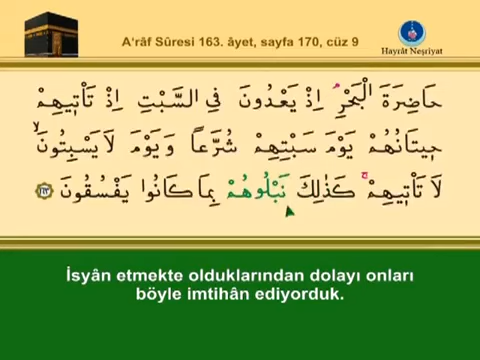 A'râf Sûresi 163. âyet, sayfa 170, cüz 9
Hayrât Neşriyat
حَاضِرَةَ الْبَحْرِۘ اِذْ يَعْدُونَ فِي السَّبْتِ اِذْ تَأْت۪يهِمْ
ح۪يتَانُهُمْ يَوْمَ سَبْتِهِمْ شُرَّعًا وَيَوْمَ لَا يَسْبِتُونَۙ
لَا تَأْت۪يهِمْۚ كَذٰلِكَ نَبْلُوهُمْ بِمَا كَانُوا يَفْسُقُونَ ﴿١٦٣﴾
İsyân etmekte olduklarından dolayı onları
böyle imtihân ediyorduk.